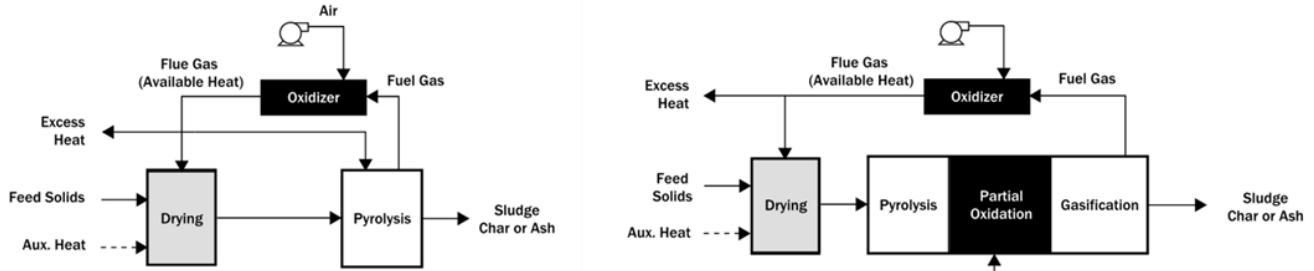 Air
Flue Gas
(Available Heat)
Fuel Gas
Oxidizer
Excess
Heat
Feed Solids
Drying
Pyrolysis
Sludge
Char or Ash
Aux. Heat
Flue Gas
(Available Heat)
Fuel Gas
Excess
Heat
Oxidizer
Feed
Solids
Drying
Pyrolysis
Partial
Oxidation
Gasification
Sludge
Char or Ash
Aux. Heat